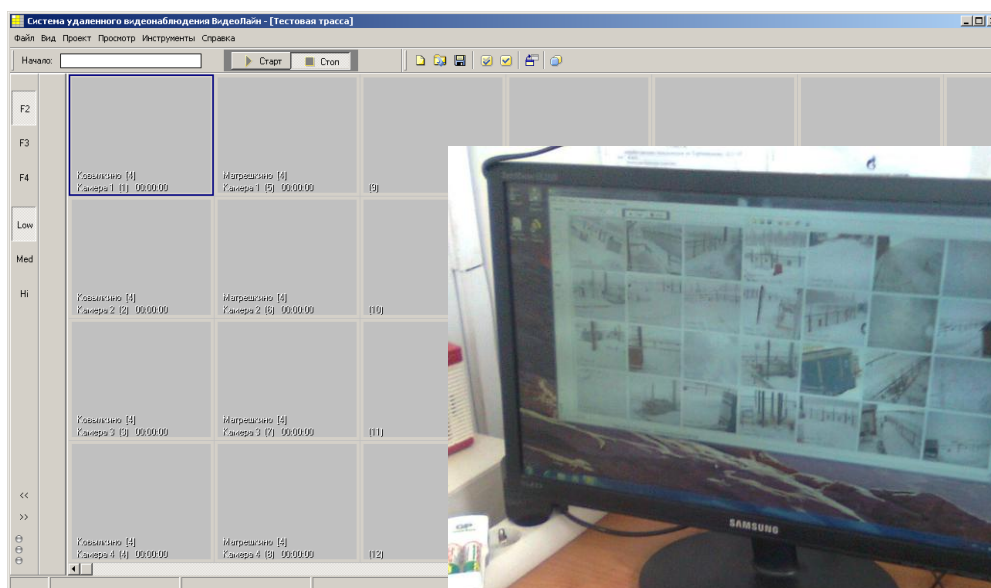 Система удаленного видеонаблюдения ВидеоЛайн - [Тестовая трасса]
Файл Вид Проект Просмотр Инструменты Справка
Начало: Старт Стоп
F2
F3
F4
Low
Med
Hi
<<
>>
Ковылкино [4]
Камера 1 (1) 00:00:00
Матрешкино [4]
Камера 1 (5) 00:00:00
(9)
Ковылкино [4]
Камера 2 (2) 00:00:00
Матрешкино [4]
Камера 2 (6) 00:00:00
(10)
Ковылкино [4]
Камера 3 (3) 00:00:00
Матрешкино [4]
Камера 3 (7) 00:00:00
(11)
Ковылкино [4]
Камера 4 (4) 00:00:00
Матрешкино [4]
Камера 4 (8) 00:00:00
(12)
SAMSUNG
GP